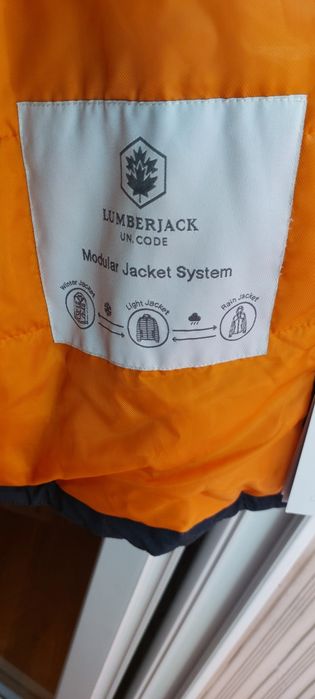 LUMBERJACK
UN.CODE
Modular Jacket System
Winter Jacket
Light Jacket
Rain Jacket